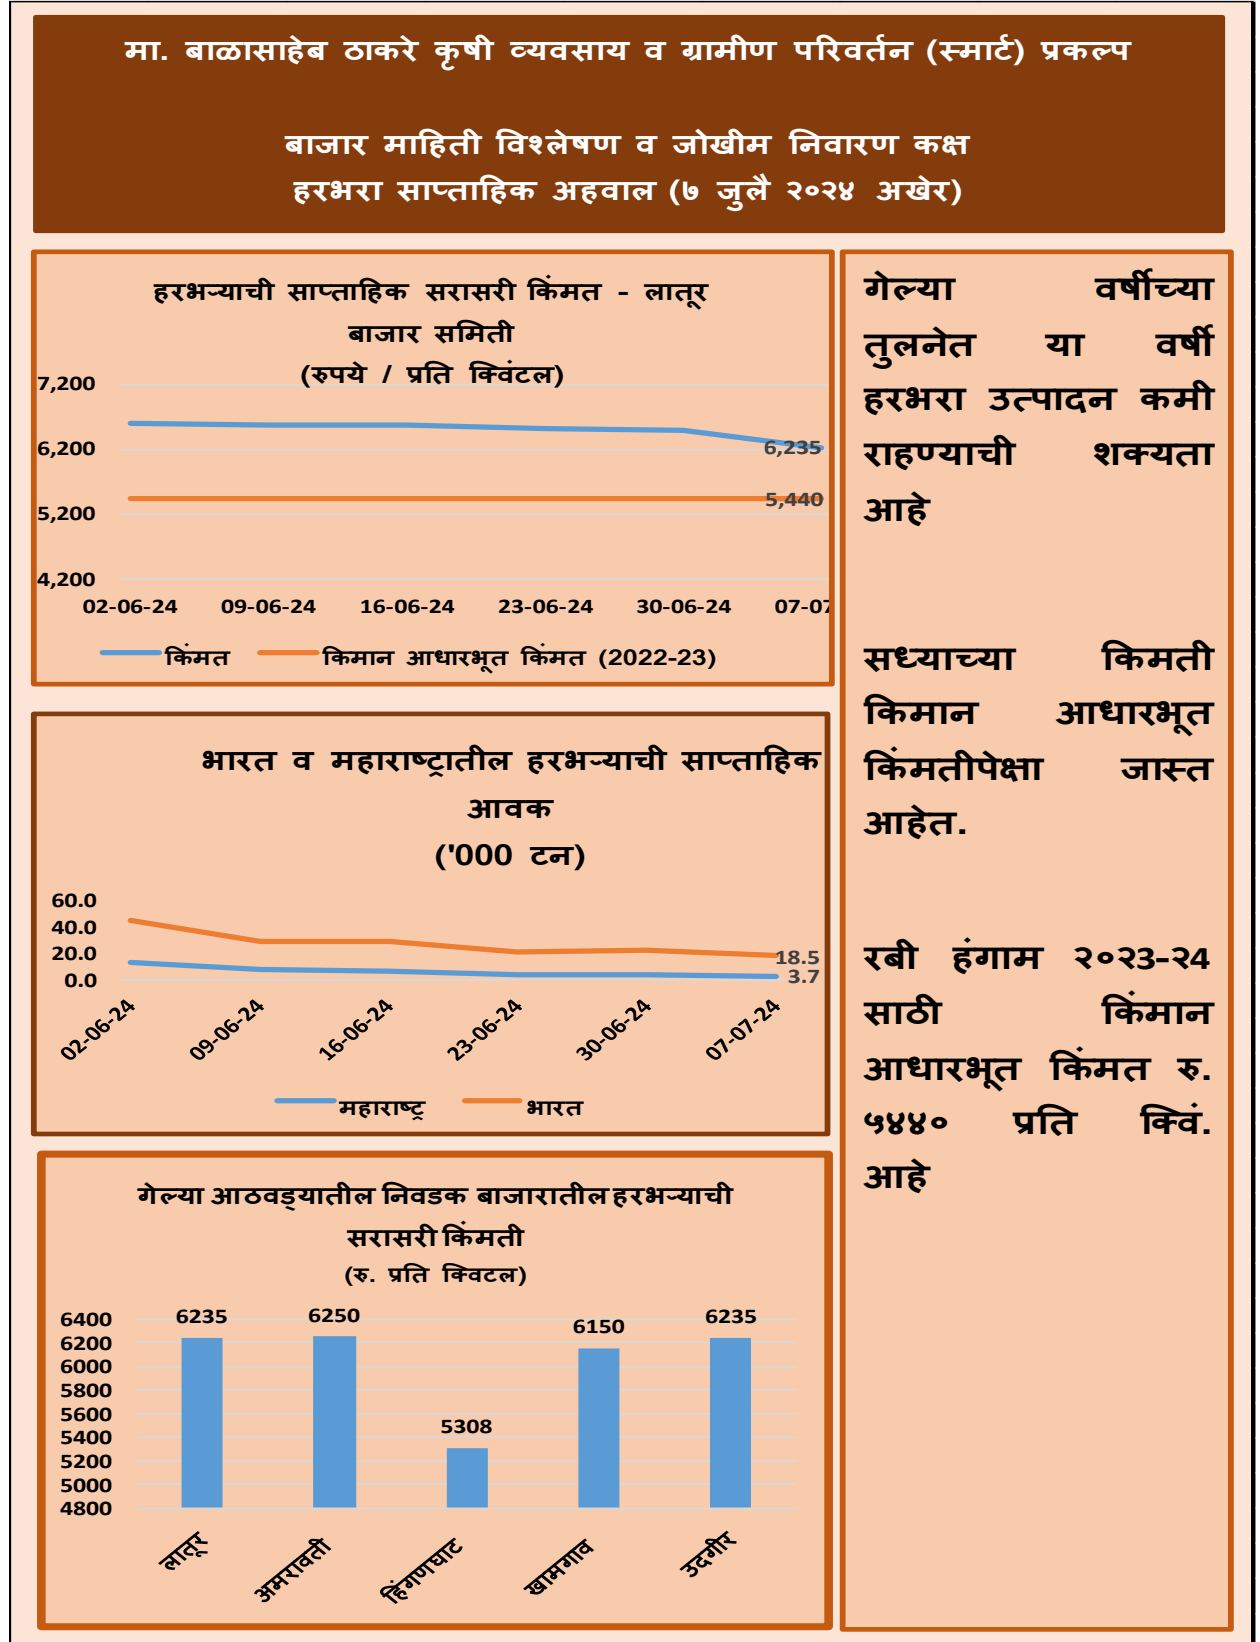 मा. बाळासाहेब ठाकरे कृषी व्यवसाय व ग्रामीण परिवर्तन (स्मार्ट) प्रकल्प
बाजार माहिती विश्लेषण व जोखीम निवारण कक्ष
हरभरा साप्ताहिक अहवाल (७ जुलै २०२४ अखेर)
हरभऱ्याची साप्ताहिक सरासरी किंमत - लातूर
बाजार समिती
(रुपये / प्रति क्विंटल)
7,200
6,200
5,200
4,200
6,235
5,440
02-06-24 09-06-24 16-06-24 23-06-24 30-06-24 07-07
किंमत किमान आधारभूत किंमत (2022-23)
भारत व महाराष्ट्रातील हरभऱ्याची साप्ताहिक
आवक
('000 टन)
60.0
40.0
20.0
0.0
18.5
3.7
02-06-24 09-06-24 16-06-24 23-06-24 30-06-24 07-07-24
महाराष्ट्र भारत
गेल्या आठवड्यातील निवडक बाजारातील हरभऱ्याची
सरासरी किंमती
(रु. प्रति क्विटल)
6400
6200
6000
5800
5600
5400
5200
5000
4800
6235 6250 5308 6150 6235
लातूर अमरावती हिंगणघाट खामगाव उदगीर
गेल्या वर्षीच्या
तुलनेत या वर्षी
हरभरा उत्पादन कमी
राहण्याची शक्यता
आहे
सध्याच्या किमती
किमान आधारभूत
किंमतीपेक्षा जास्त
आहेत.
रबी हंगाम २०२3-२4
साठी किंमान
आधारभूत किंमत रु.
५४४० प्रति क्विं.
आहे